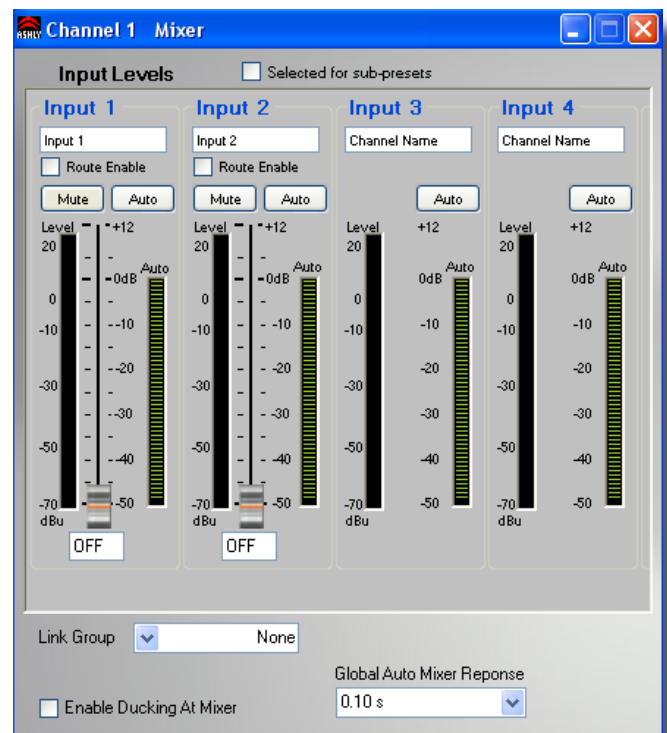 ASHLY Channel 1 Mixer
Input Levels Selected for sub-presets
Input 1 Input 2 Input 3 Input 4
Input 1 Input 2 Channel Name Channel Name
Route Enable Route Enable
Mute Auto Mute Auto Auto Auto
Level +12 Level +12 Level +12 Level +12
20 20 20 20
Auto Auto Auto Auto
0dB 0dB 0dB 0dB
0 0 0 0
-10 -10 -10 -10 -10 -10 -10 -10
-20 -20 -20 -20
-30 -30 -30 -30
-30 -30 -30 -30
-50 -50 -50 -50
-40 -40 -40 -40
-70 -50 -70 -50 -70 -50 -70 -50
dBu dBu dBu dBu
OFF OFF
Link Group None
Global Auto Mixer Reponse
Enable Ducking At Mixer 0.10 s